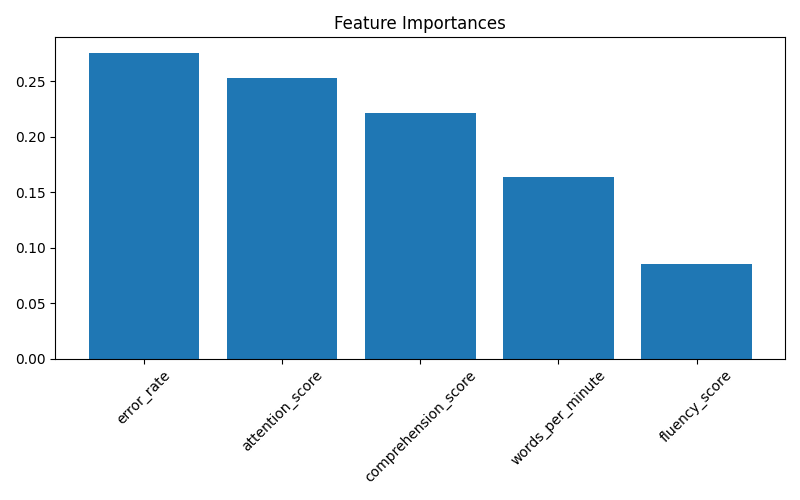 Feature Importances
0.25
0.20
0.15
0.10
0.05
0.00
error_rate
attention_score
comprehension_score
words_per_minute
fluency_score